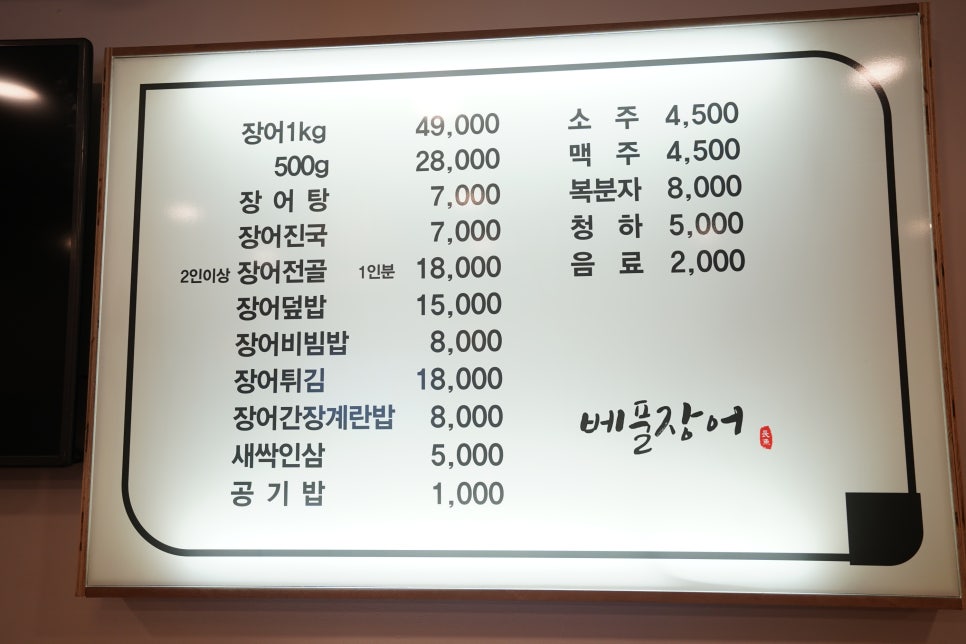 장어1kg 49,000
500g 28,000
장 어 탕 7,000
장어진국 7,000
2인이상 장어전골 1인분 18,000
장어덮밥 15,000
장어비빔밥 8,000
장어튀김 18,000
장어간장계란밥 8,000
새싹인삼 5,000
공 기 밥 1,000
소 주 4,500
맥 주 4,500
복분자 8,000
청 하 5,000
음 료 2,000
베풀장어
長魚